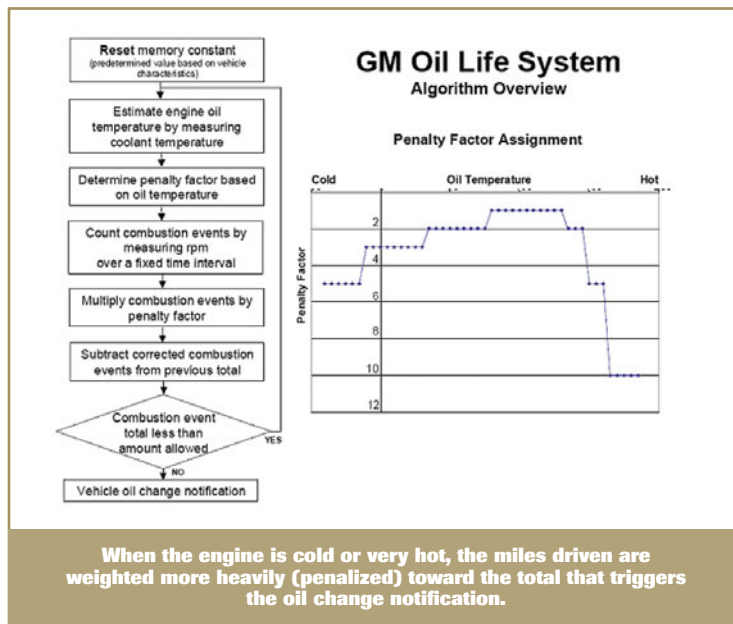 Reset memory constant
(predetermined value based on vehicle
characteristics)
Estimate engine oil
temperature by measuring
coolant temperature
Determine penalty factor based
on oil temperature
Count combustion events by
measuring rpm
over a fixed time interval
Multiply combustion events by
penalty factor
Subtract corrected combustion
events from previous total
Combustion event
total less than
amount allowed
YES
NO
Vehicle oil change notification
GM Oil Life System
Algorithm Overview
Penalty Factor Assignment
Cold Oil Temperature Hot
Penalty Factor
2
4
6
8
10
12
When the engine is cold or very hot, the miles driven are
weighted more heavily (penalized) toward the total that triggers
the oil change notification.